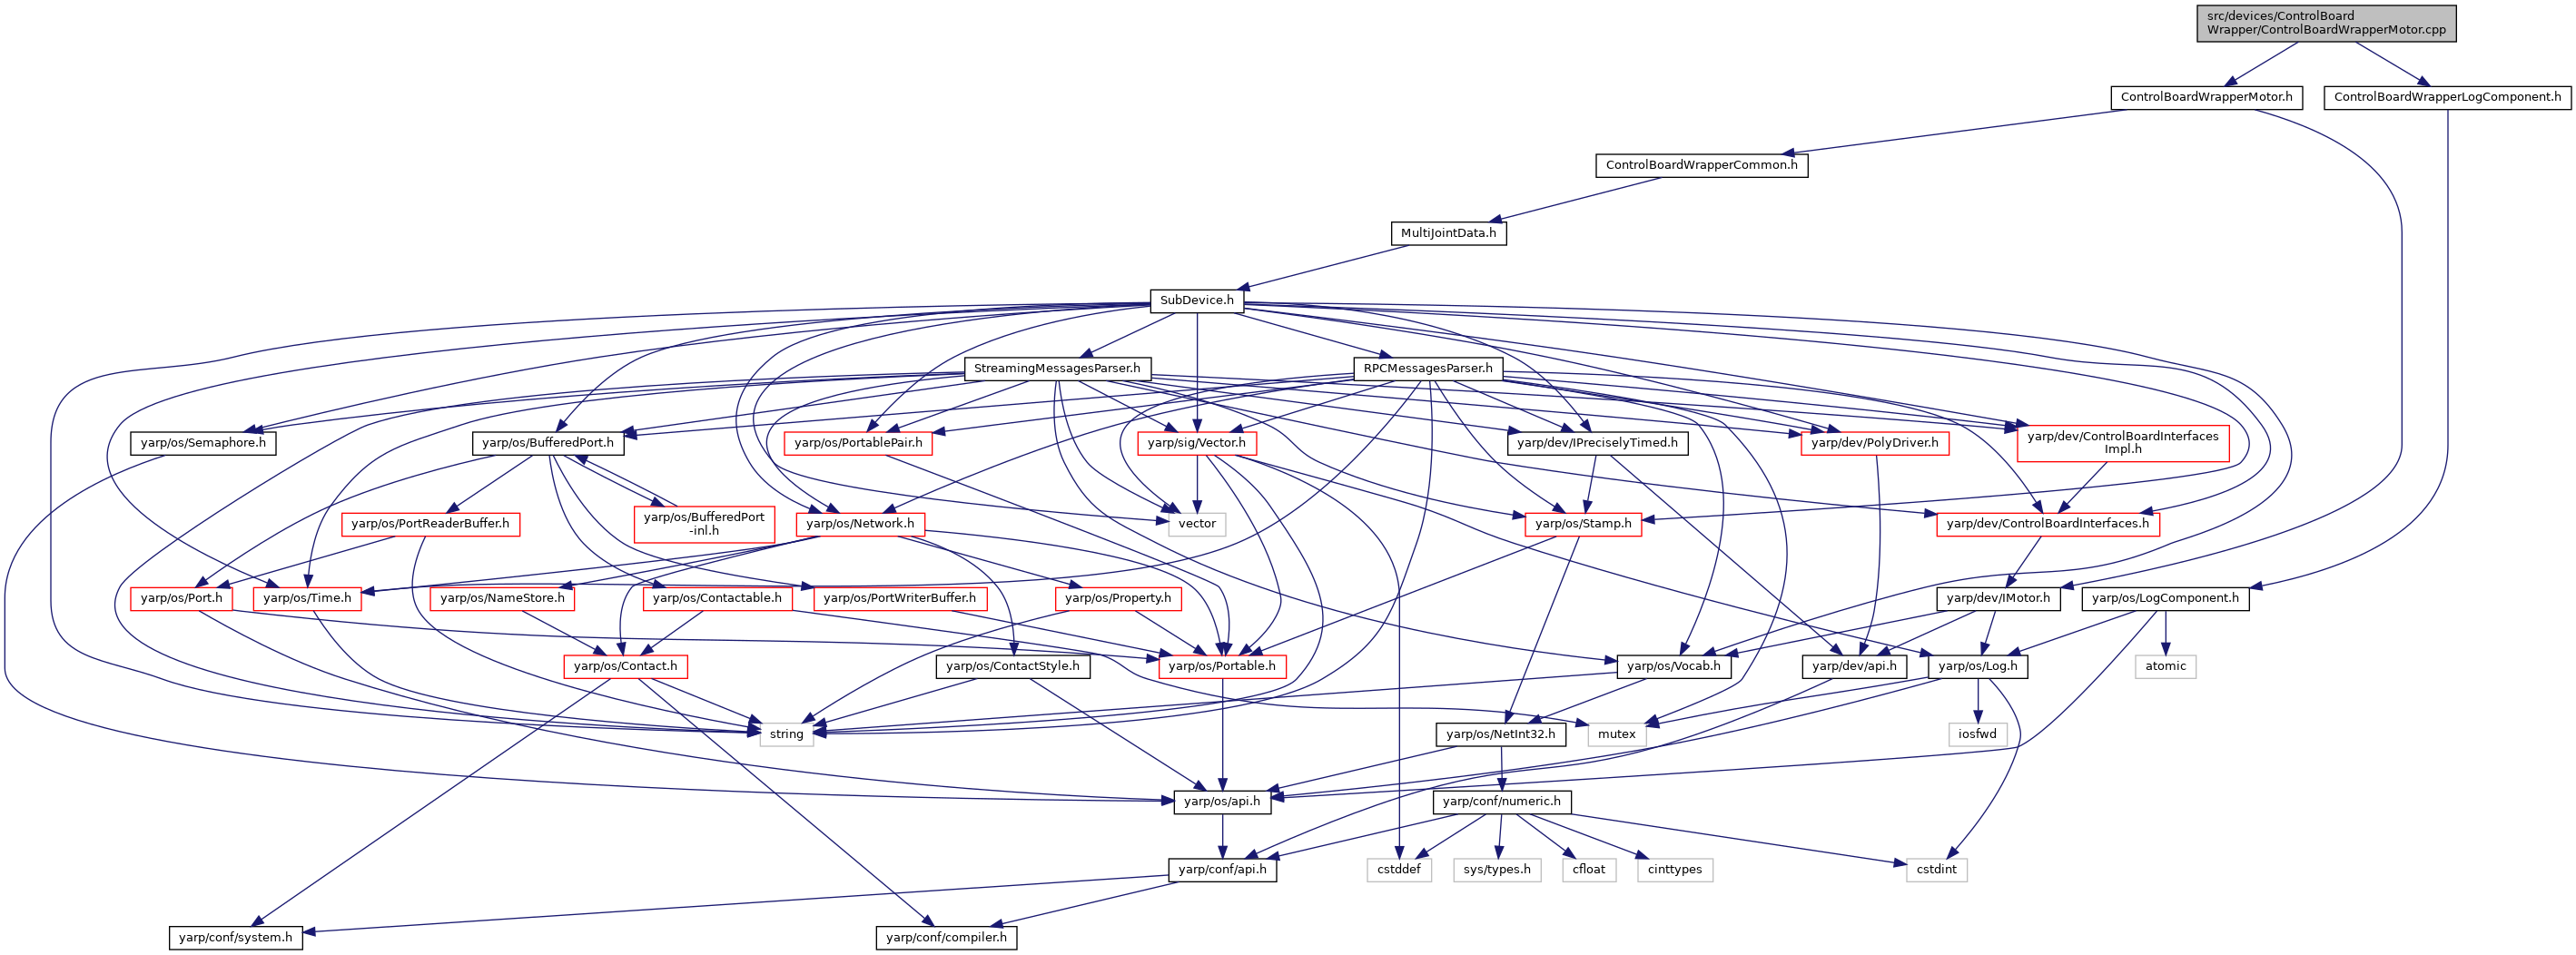 src/devices/ControlBoard
Wrapper/ControlBoardWrapperMotor.cpp
ControlBoardWrapperMotor.h
ControlBoardWrapperLogComponent.h
ControlBoardWrapperCommon.h
MultiJointData.h
SubDevice.h
StreamingMessagesParser.h
RPCMessagesParser.h
yarp/os/Semaphore.h
yarp/os/BufferedPort.h
yarp/os/PortablePair.h
yarp/sig/Vector.h
yarp/dev/IPreciselyTimed.h
yarp/dev/PolyDriver.h
yarp/dev/ControlBoardInterfaces
Impl.h
yarp/os/PortReaderBuffer.h
yarp/os/BufferedPort
-inl.h
yarp/os/Network.h
vector
yarp/os/Stamp.h
yarp/dev/ControlBoardInterfaces.h
yarp/os/Port.h
yarp/os/Time.h
yarp/os/NameStore.h
yarp/os/Contactable.h
yarp/os/PortWriterBuffer.h
yarp/os/Property.h
yarp/dev/IMotor.h
yarp/os/LogComponent.h
yarp/os/Contact.h
yarp/os/ContactStyle.h
yarp/os/Portable.h
yarp/os/Vocab.h
yarp/dev/api.h
yarp/os/Log.h
atomic
string
yarp/os/NetInt32.h
mutex
iosfwd
yarp/os/api.h
yarp/conf/numeric.h
yarp/conf/api.h
cstddef
sys/types.h
cfloat
cinttypes
cstdint
yarp/conf/system.h
yarp/conf/compiler.h